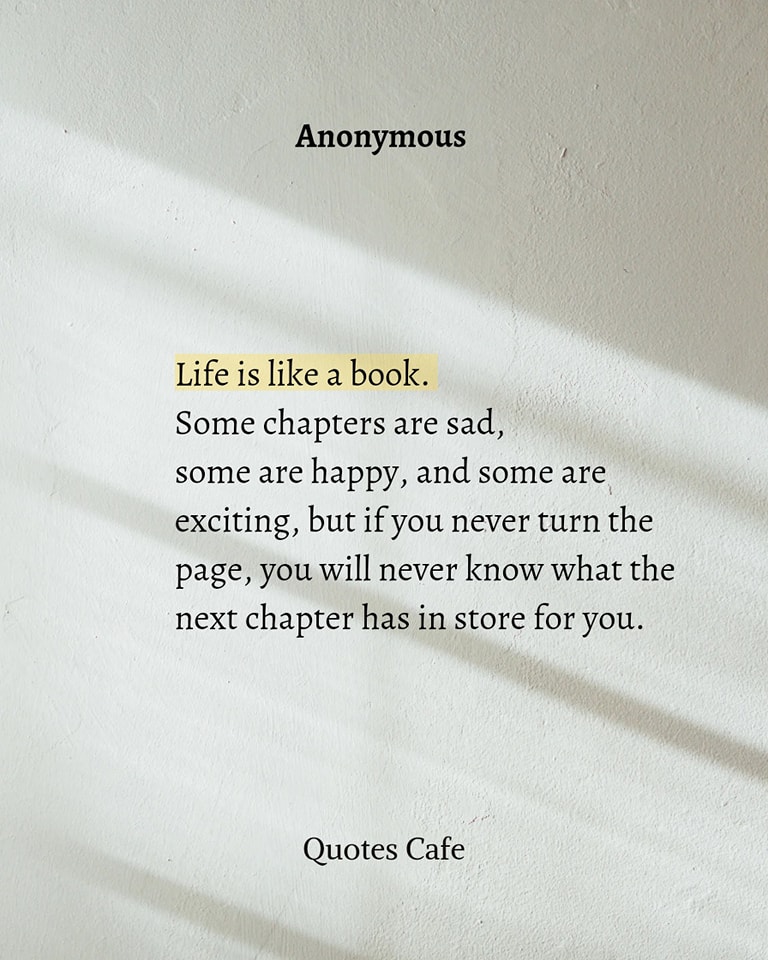 Anonymous
Life is like a book.
Some chapters are sad,
some are happy, and some are
exciting, but if you never turn the
page, you will never know what the
next chapter has in store for you.
Quotes Cafe